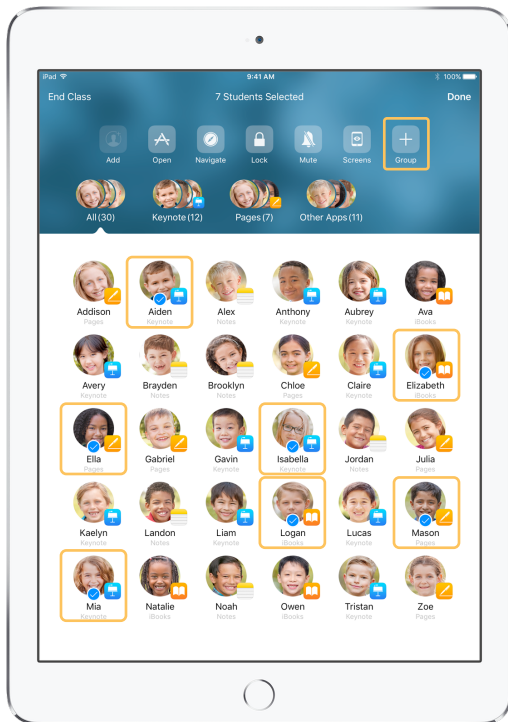 iPad 9:41 AM 100%
End Class 7 Students Selected Done
Add Open Navigate Lock Mute Screens Group
All (30) Keynote (12) Pages (7) Other Apps (11)
Addison Aiden Alex Anthony Aubrey Ava
Pages Keynote Notes Keynote Keynote iBooks
Avery Brayden Brooklyn Chloe Claire Elizabeth
Keynote Notes Notes Pages Keynote iBooks
Ella Gabriel Gavin Isabella Jordan Julia
Pages Pages Keynote Keynote Notes Pages
Kaelyn Landon Liam Logan Lucas Mason
Keynote Notes Keynote iBooks Keynote Pages
Mia Natalie Noah Owen Tristan Zoe
Keynote iBooks Notes iBooks Keynote Pages